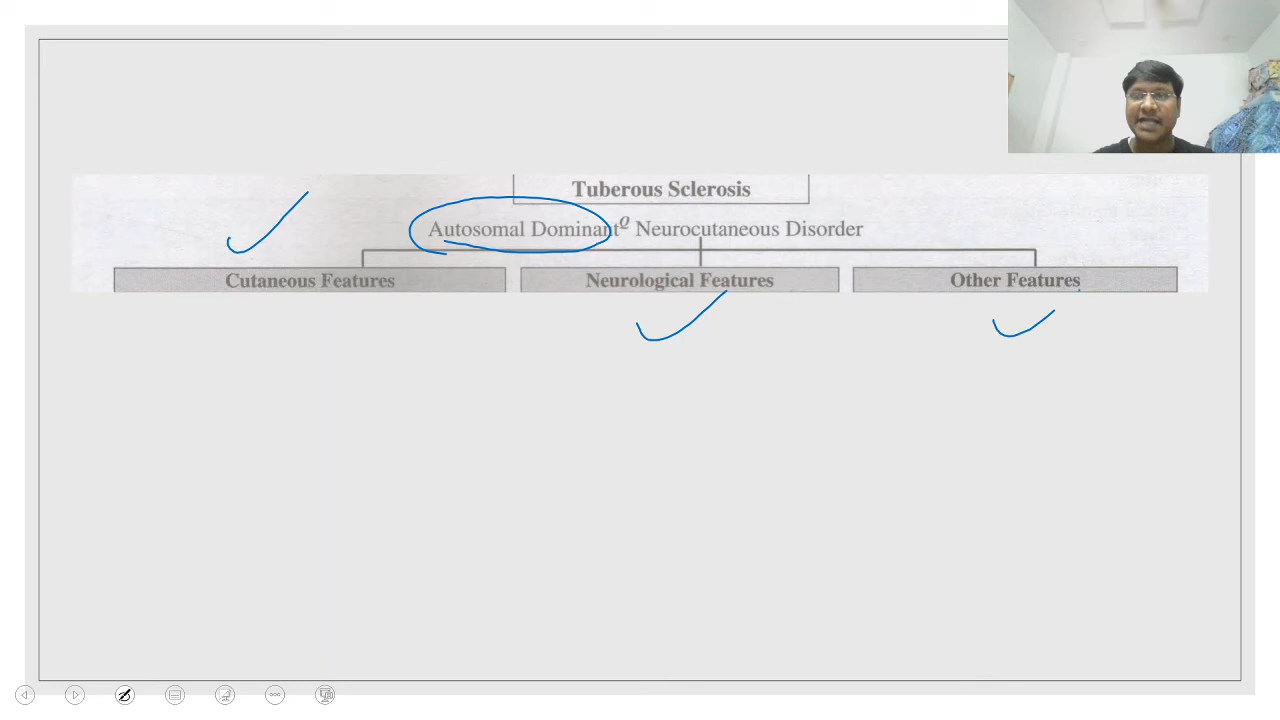 Tuberous Sclerosis
Autosomal Dominant^Q Neurocutaneous Disorder
Cutaneous Features
Neurological Features
Other Features